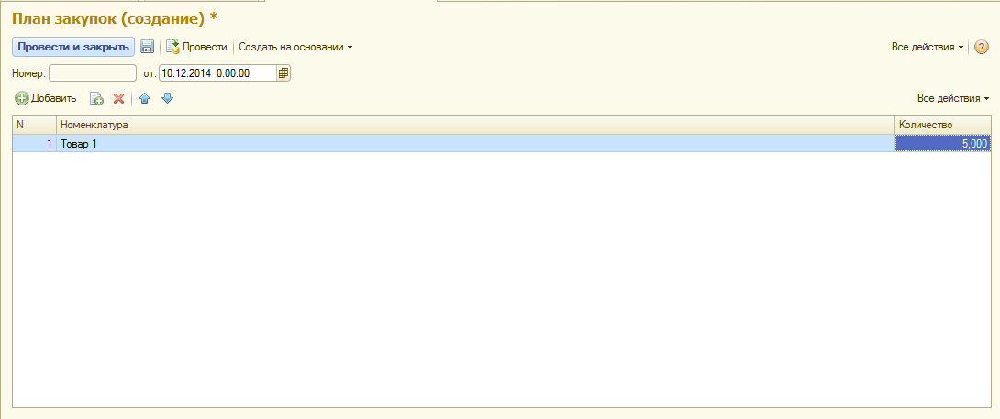 План закупок (создание) *
Провести и закрыть Провести Создать на основании Все действия ?
Номер: от: 10.12.2014 0:00:00
Добавить Все действия
N Номенклатура Количество
1 Товар 1 5,000